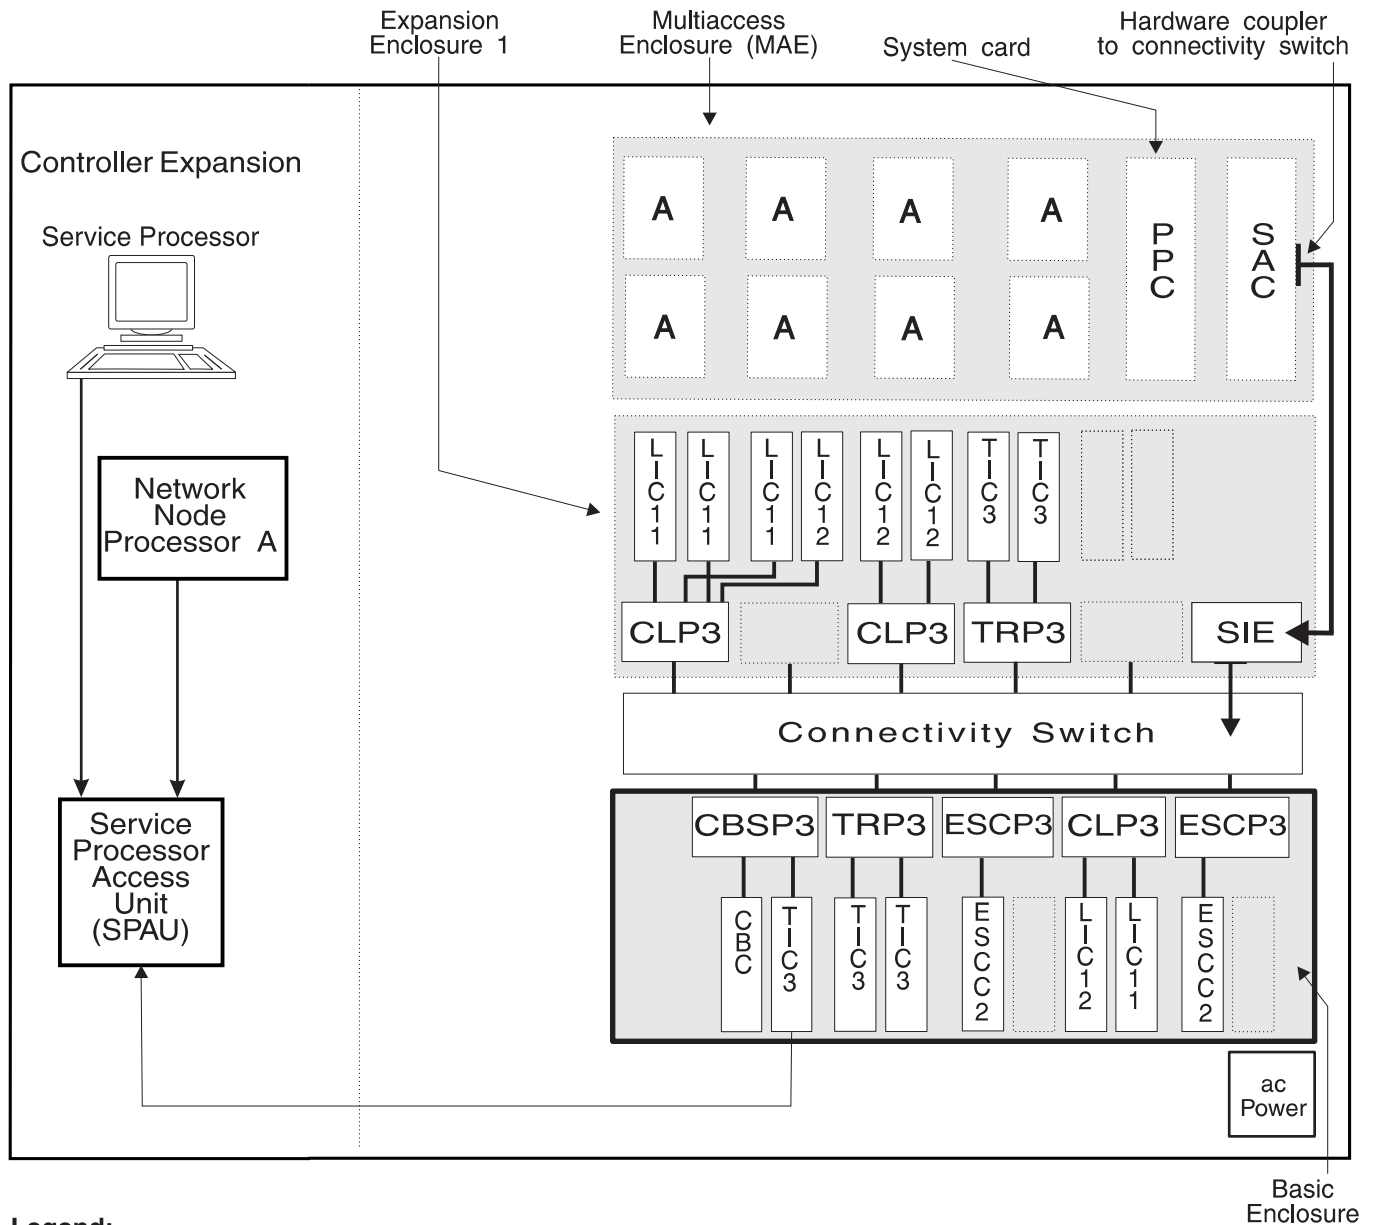 Expansion
Enclosure 1
Multiaccess
Enclosure (MAE)
System card
Hardware coupler
to connectivity switch
Controller Expansion
Service Processor
A
A
A
A
PPC
SAC
A
A
A
A
Network
Node
Processor A
LIC11
LIC11
LIC11
LIC12
LIC12
LIC12
TIC3
TIC3
CLP3
CLP3
TRP3
SIE
Connectivity Switch
Service
Processor
Access
Unit
(SPAU)
CBSP3
TRP3
ESCP3
CLP3
ESCP3
CBC
TIC3
TIC3
TIC3
ESCC2
LIC12
LIC11
ESCC2
ac
Power
Basic
Enclosure
Legend: